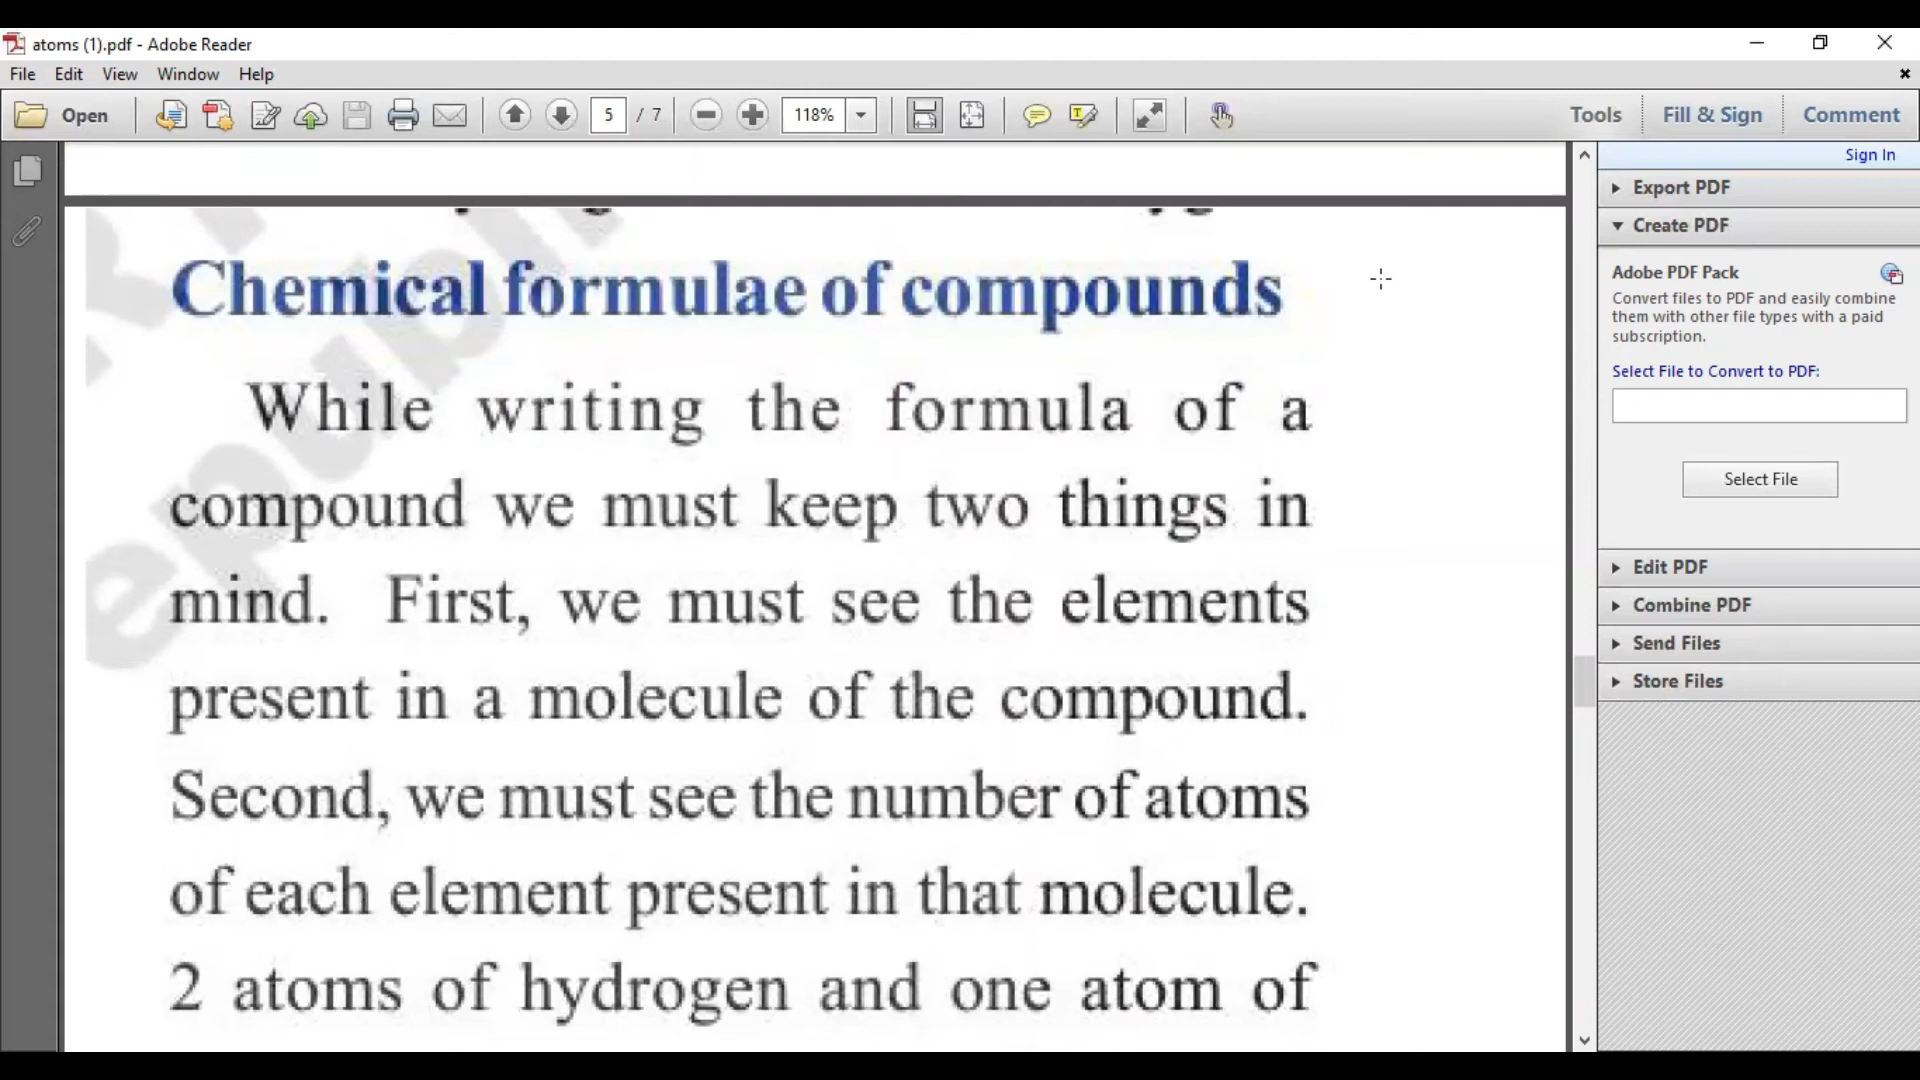 atoms (1).pdf - Adobe Reader
File Edit View Window Help
Open 5 / 7 118% Tools Fill & Sign Comment
Sign In
Export PDF
Create PDF
Adobe PDF Pack
Convert files to PDF and easily combine
them with other file types with a paid
subscription.
Select File to Convert to PDF:
Select File
Edit PDF
Combine PDF
Send Files
Store Files
Chemical formulae of compounds
While writing the formula of a
compound we must keep two things in
mind. First, we must see the elements
present in a molecule of the compound.
Second, we must see the number of atoms
of each element present in that molecule.
2 atoms of hydrogen and one atom of